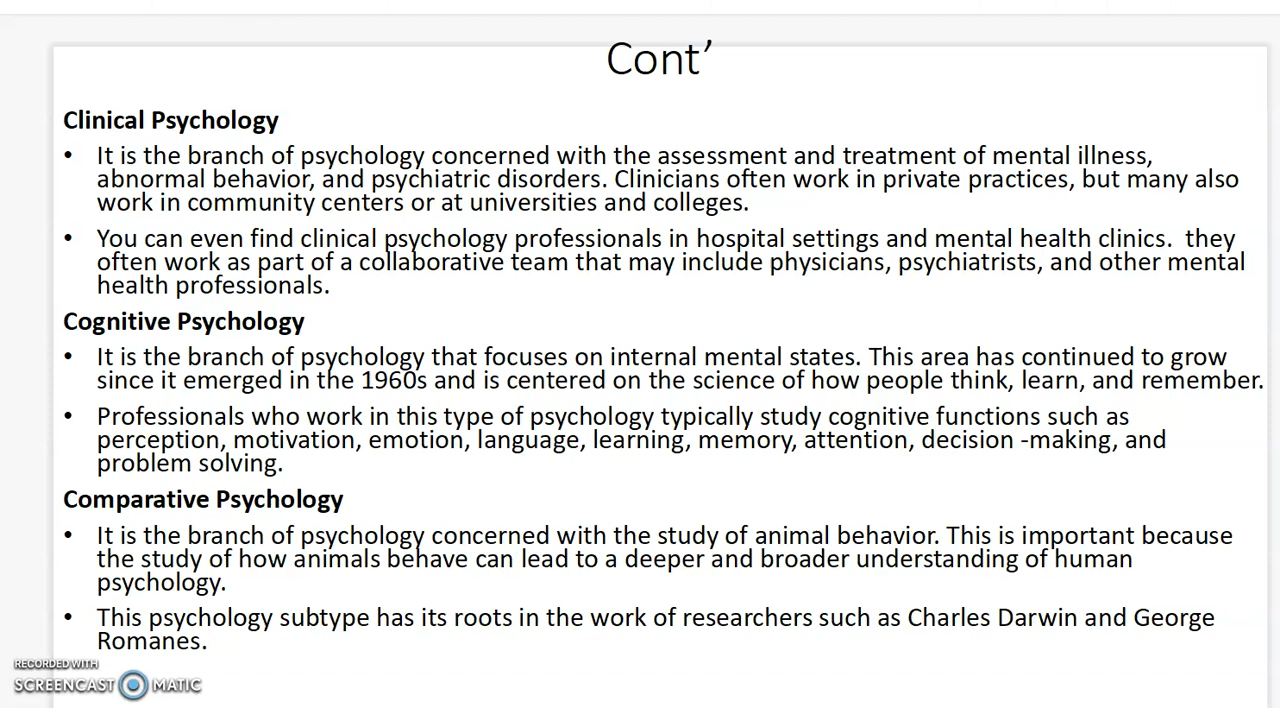 Cont’
Clinical Psychology
• It is the branch of psychology concerned with the assessment and treatment of mental illness,
abnormal behavior, and psychiatric disorders. Clinicians often work in private practices, but many also
work in community centers or at universities and colleges.
• You can even find clinical psychology professionals in hospital settings and mental health clinics.  they
often work as part of a collaborative team that may include physicians, psychiatrists, and other mental
health professionals.
Cognitive Psychology
• It is the branch of psychology that focuses on internal mental states. This area has continued to grow
since it emerged in the 1960s and is centered on the science of how people think, learn, and remember.
• Professionals who work in this type of psychology typically study cognitive functions such as
perception, motivation, emotion, language, learning, memory, attention, decision -making, and
problem solving.
Comparative Psychology
• It is the branch of psychology concerned with the study of animal behavior. This is important because
the study of how animals behave can lead to a deeper and broader understanding of human
psychology.
• This psychology subtype has its roots in the work of researchers such as Charles Darwin and George
Romanes.
RECORDED WITH
SCREENCAST MATIC